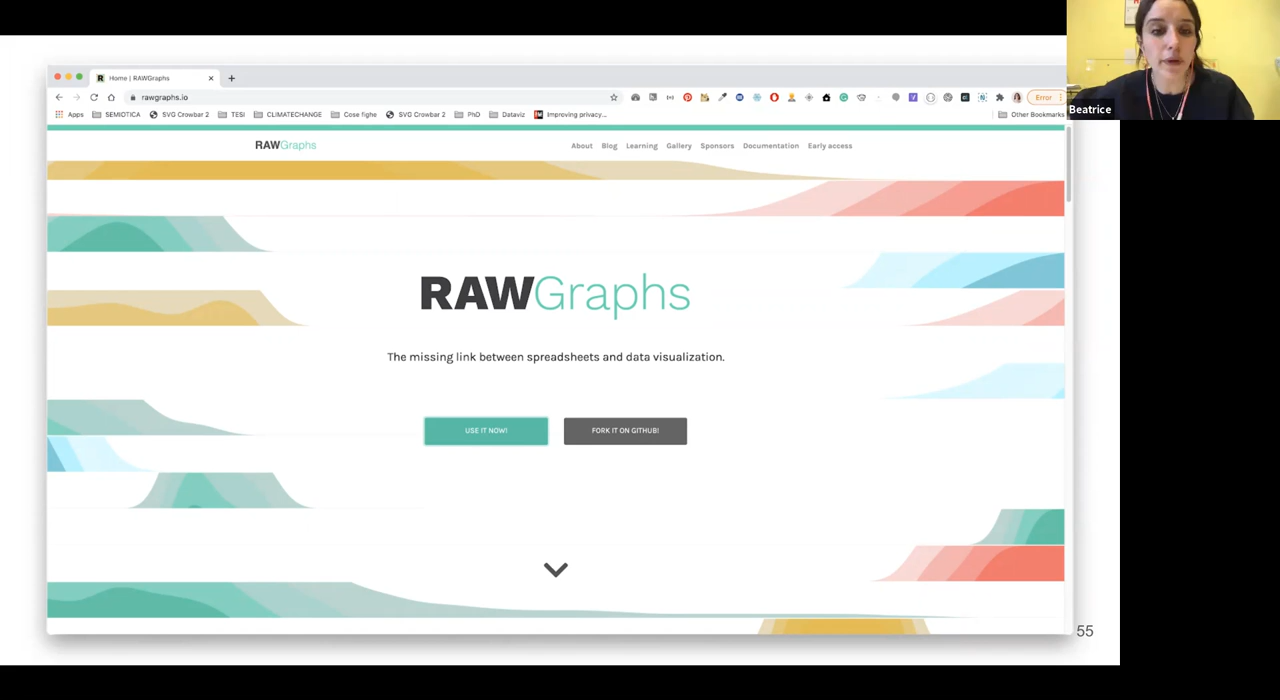 Home | RAWGraphs
rawgraphs.io
Error
Apps SEMIOTICA SVG Crowbar 2 TESI CLIMATECHANGE Cose fighe SVG Crowbar 2 PhD Dataviz Improving privacy... Other Bookmarks
Beatrice
RAWGraphs
About Blog Learning Gallery Sponsors Documentation Early access
RAWGraphs
The missing link between spreadsheets and data visualization.
USE IT NOW!
FORK IT ON GITHUB!
55